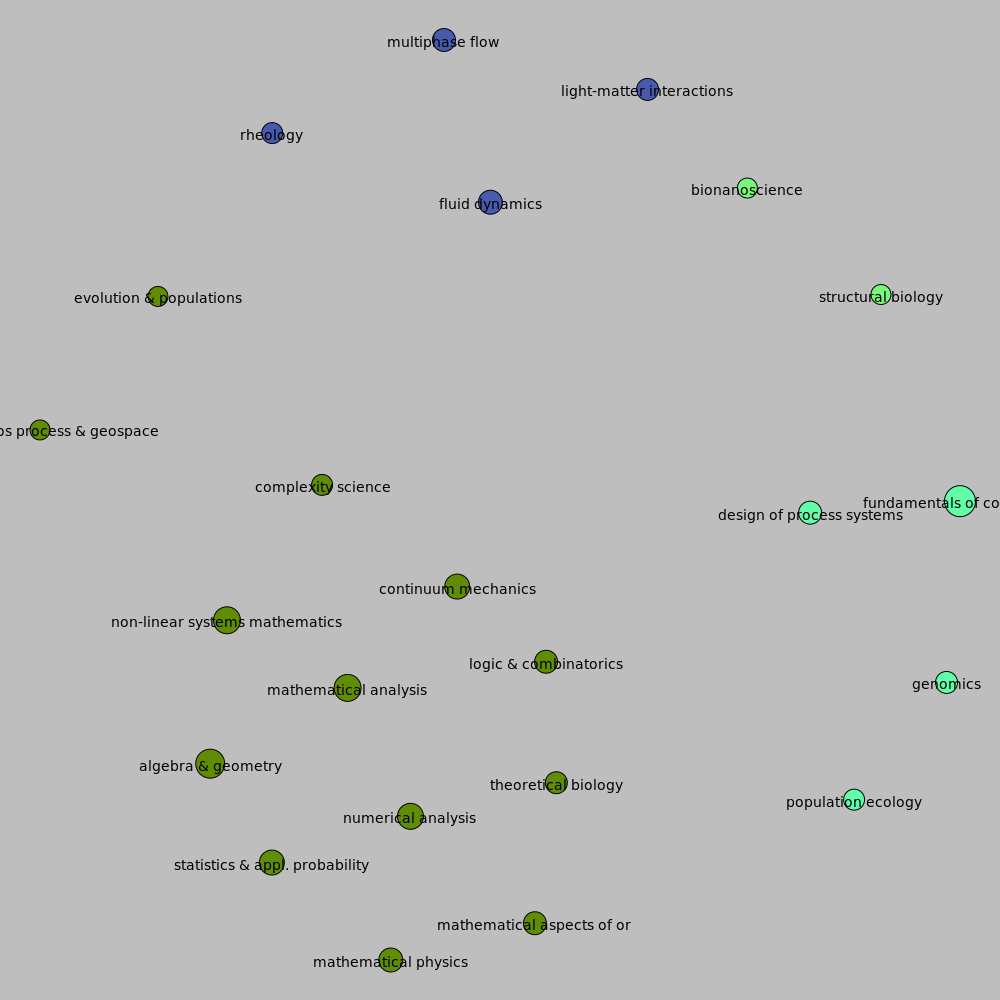 multiphase flow
light-matter interactions
rheology
bionanoscience
fluid dynamics
evolution & populations
structural biology
process & geospace
complexity science
fundamentals of
design of process systems
continuum mechanics
non-linear systems mathematics
logic & combinatorics
genomics
mathematical analysis
algebra & geometry
theoretical biology
population ecology
numerical analysis
statistics & appl. probability
mathematical aspects of or
mathematical physics